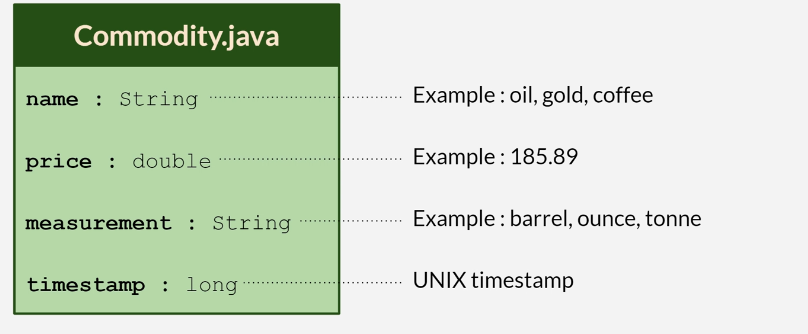 Commodity.java
name : String Example : oil, gold, coffee
price : double Example : 185.89
measurement : String Example : barrel, ounce, tonne
timestamp : long UNIX timestamp